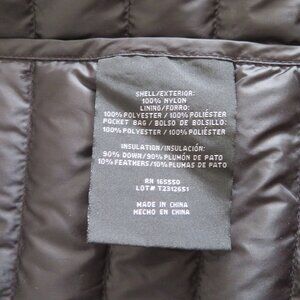 SHELL/EXTERIOR:
100% NYLON
LINING/FORRO:
100% POLYESTER / 100% POLIÉSTER
POCKET BAG / BOLSO DE BOLSILLO:
100% POLYESTER / 100% POLIÉSTER
INSULATION/INSULACIÓN:
90% DOWN/90% PLUMÓN DE PATO
10% FEATHERS/10% PLUMAS DE PATO
RN 165550
LOT# T2312651
MADE IN CHINA
HECHO EN CHINA